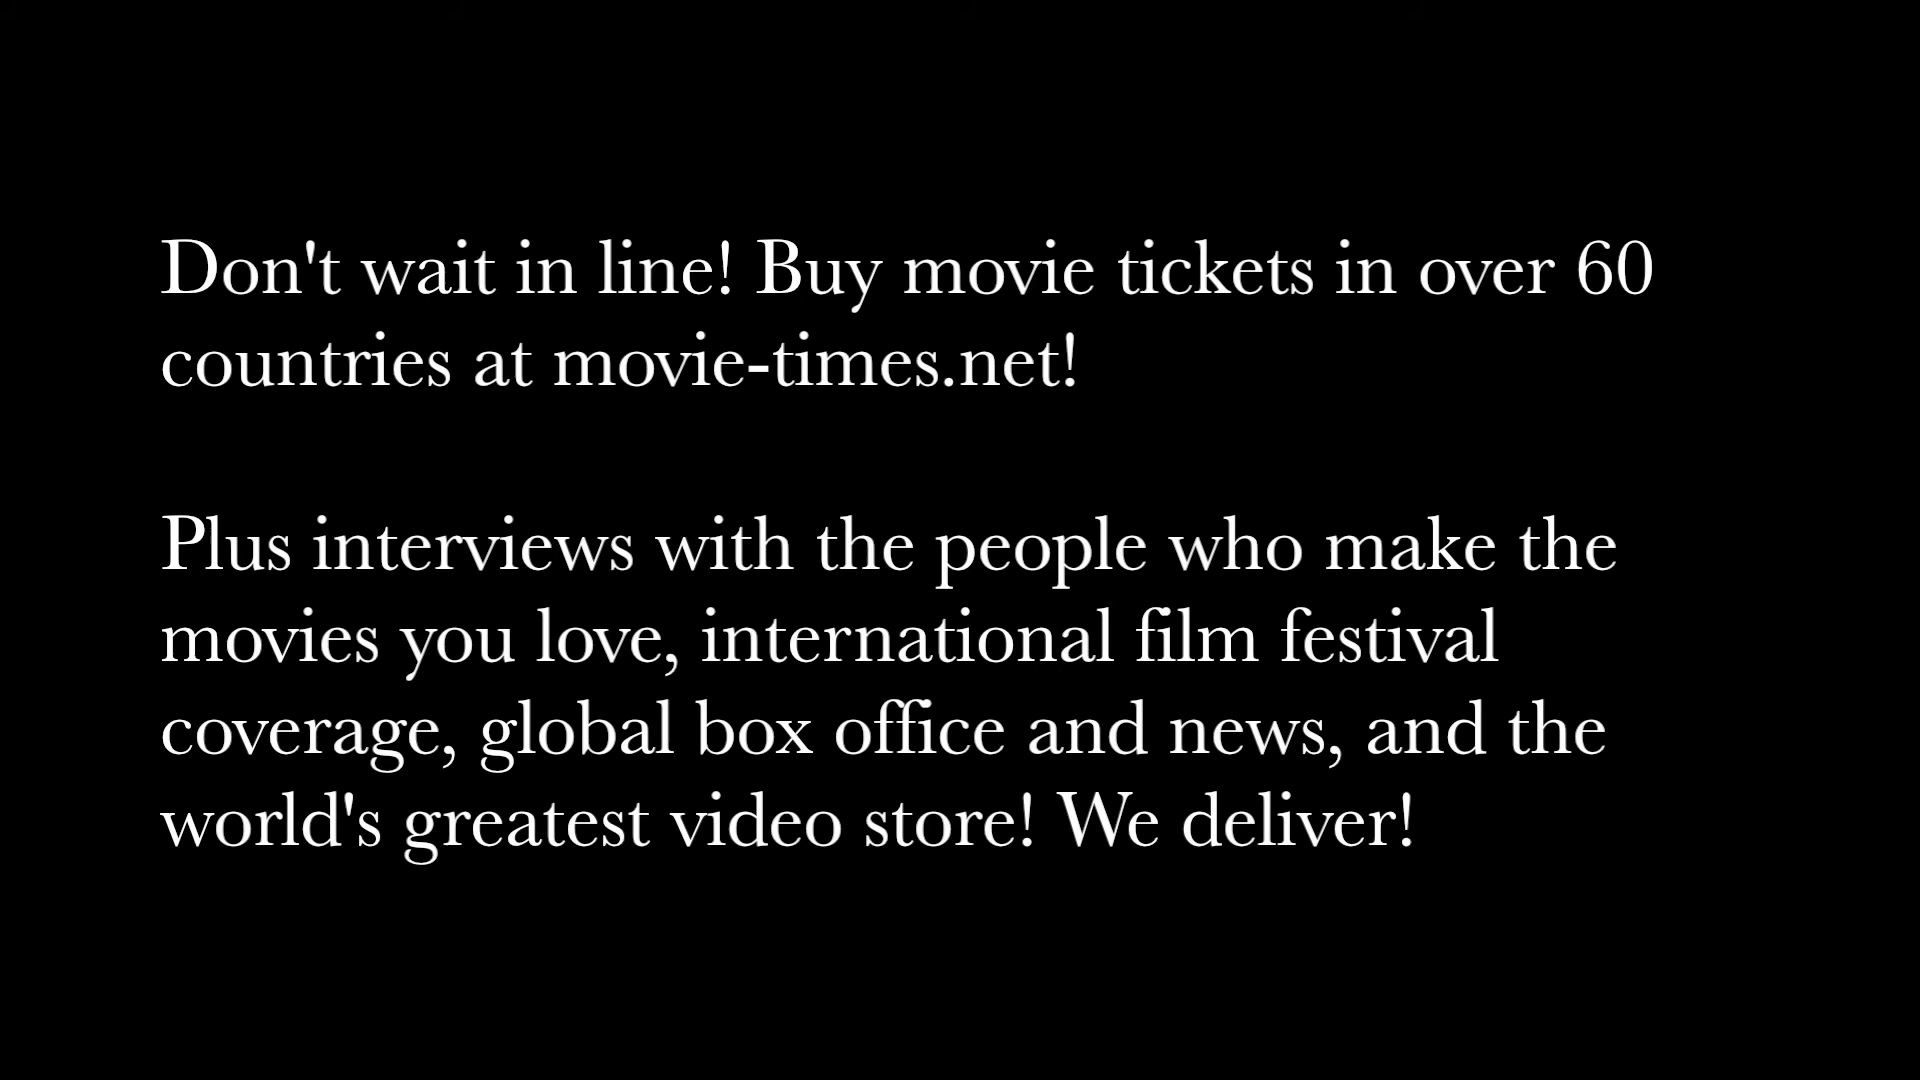 Don't wait in line! Buy movie tickets in over 60
countries at movie-times.net!
Plus interviews with the people who make the
movies you love, international film festival
coverage, global box office and news, and the
world's greatest video store! We deliver!